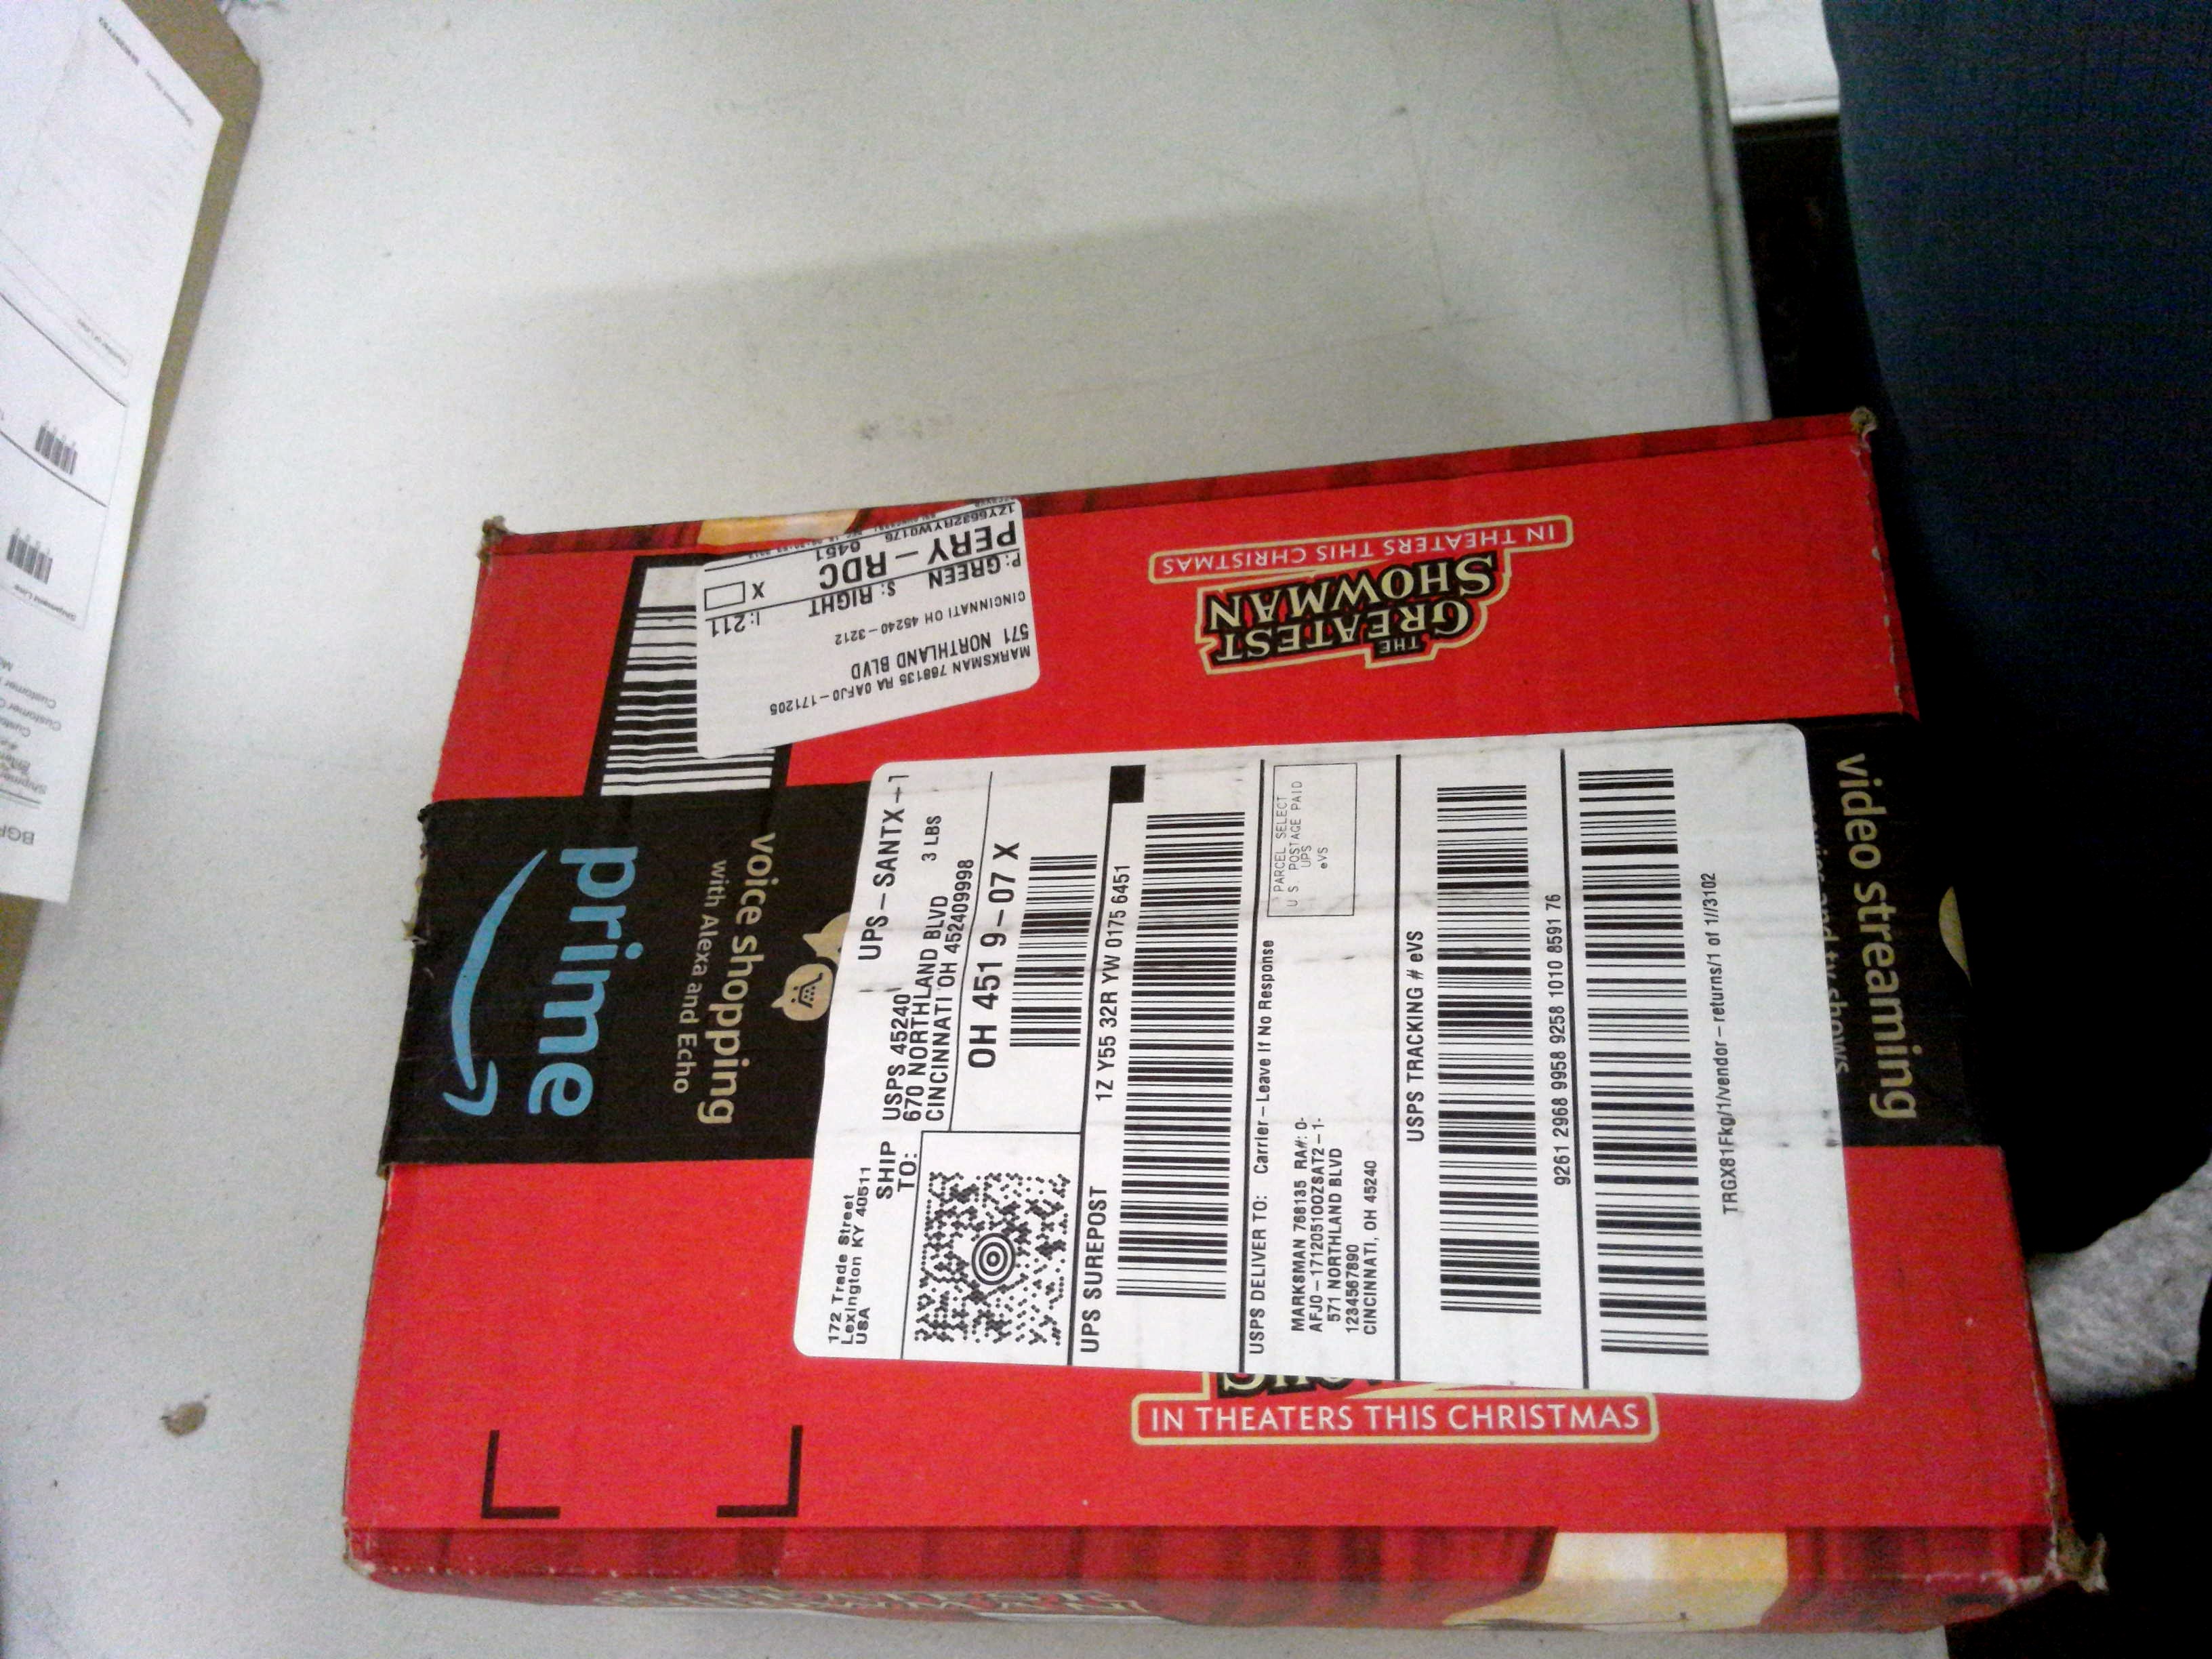 172 Trade Street
Lexington KY 40511
USA
UPS-SANTX-1
3 LBS
SHIP
TO:
USPS 45240
670 NORTHLAND BLVD
CINCINNATI OH 452409998
OH 451 9-07 X
UPS SUREPOST
1Z Y55 32R YW 0175 6451
USPS DELIVER TO:
Carrier-Leave If No Response
PARCEL SELECT
U S POSTAGE PAID
UPS
eVS
MARKSMAN 768135 RA#: 0-
AFJ0-1712051OOZSAT2-1-
571 NORTHLAND BLVD
1234567890
CINCINNATI, OH 45240
USPS TRACKING # eVS
9261 2968 9958 9258 1010 8591 76
TRGX81Fkg/1/vendor-returns/1 of 1//3102
MARKSMAN 768135 RA 0AFJ0-171205
571 NORTHLAND BLVD
CINCINNATI OH 45240-3212
P: GREEN S: RIGHT I:211
PERY-RDC
X
0451
prime
voice shopping
with Alexa and Echo
video streaming
tv shows
THE
GREATEST
SHOWMAN
IN THEATERS THIS CHRISTMAS
IN THEATERS THIS CHRISTMAS